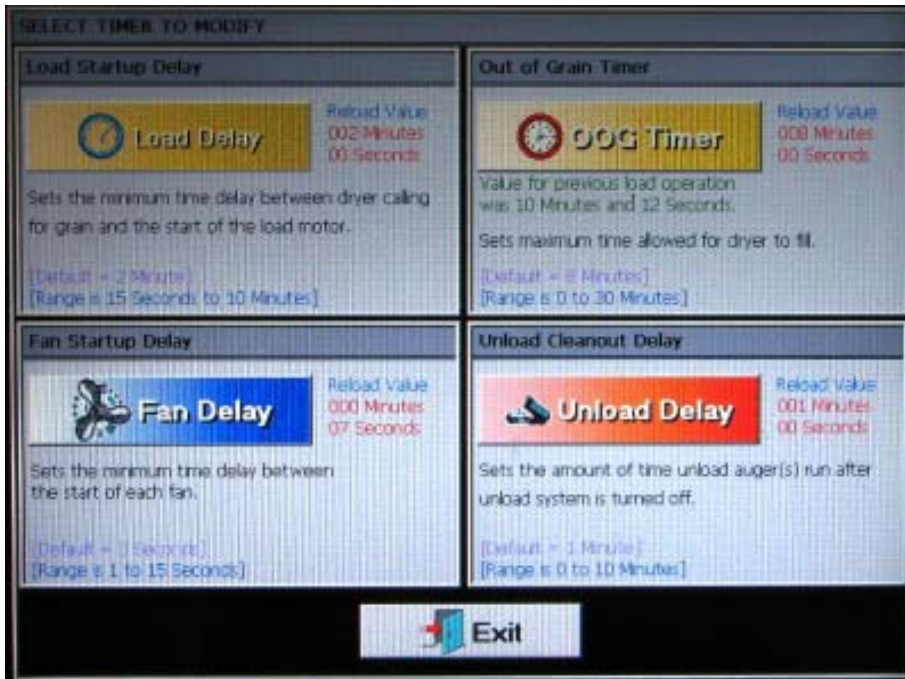 SELECT TIMER TO MODIFY
Load Startup Delay
Load Delay
Reload Value
002 Minutes
00 Seconds
Sets the minimum time delay between dryer calling
for grain and the start of the load motor.
[Default = 2 Minute]
[Range is 15 Seconds to 10 Minutes]
Out of Grain Timer
OOG Timer
Reload Value
008 Minutes
00 Seconds
Value for previous load operation
was 10 Minutes and 12 Seconds.
Sets maximum time allowed for dryer to fill.
[Default = 8 Minutes]
[Range is 0 to 30 Minutes]
Fan Startup Delay
Fan Delay
Reload Value
000 Minutes
07 Seconds
Sets the minimum time delay between
the start of each fan.
[Default = Seconds]
[Range is 1 to 15 Seconds]
Unload Cleanout Delay
Unload Delay
Reload Value
001 Minutes
00 Seconds
Sets the amount of time unload auger(s) run after
unload system is turned off.
[Default = 1 Minute]
[Range is 0 to 10 Minutes]
Exit